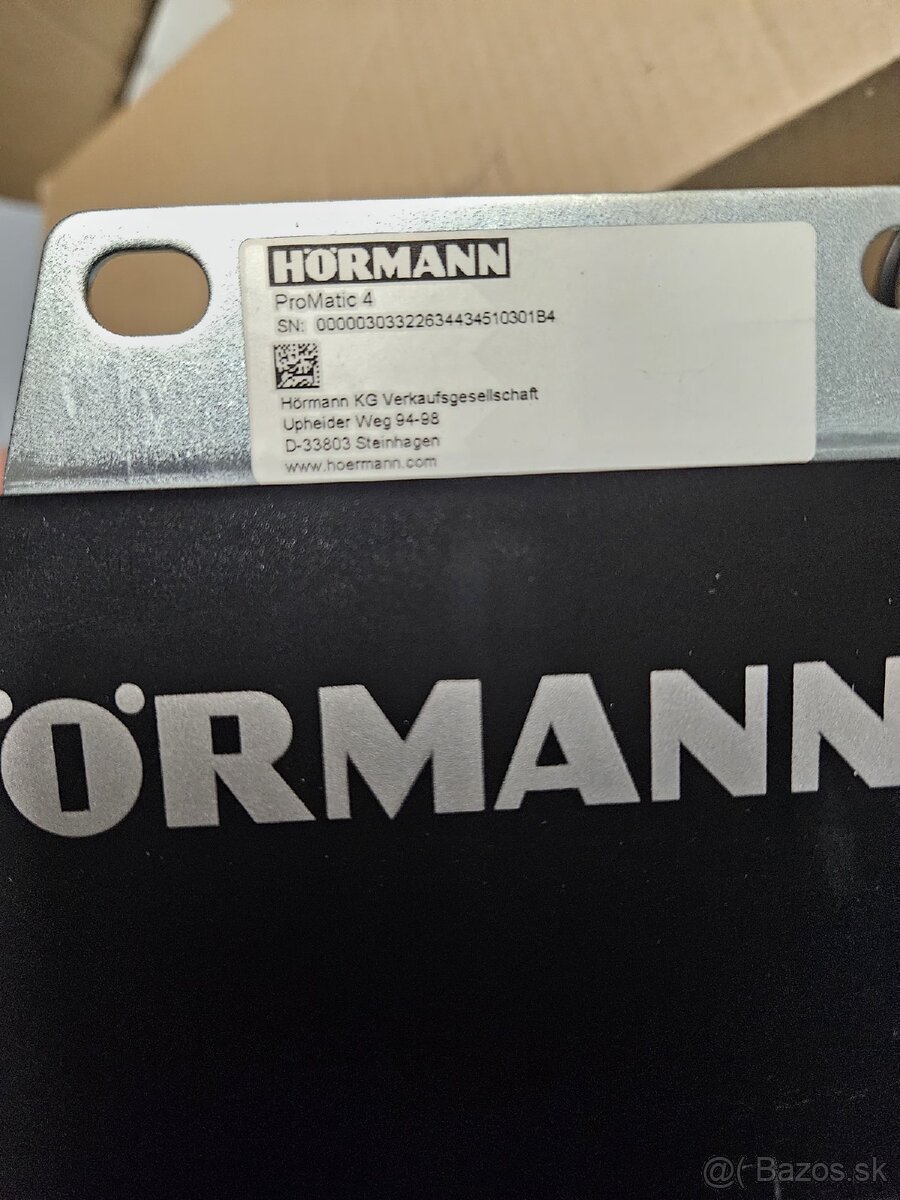 HÖRMANN
ProMatic 4
SN: 00000303322634434510301B4
Hörmann KG Verkaufsgesellschaft
Upheider Weg 94-98
D-33803 Steinhagen
www.hoermann.com
ÖRMANN
@( Bazos.sk